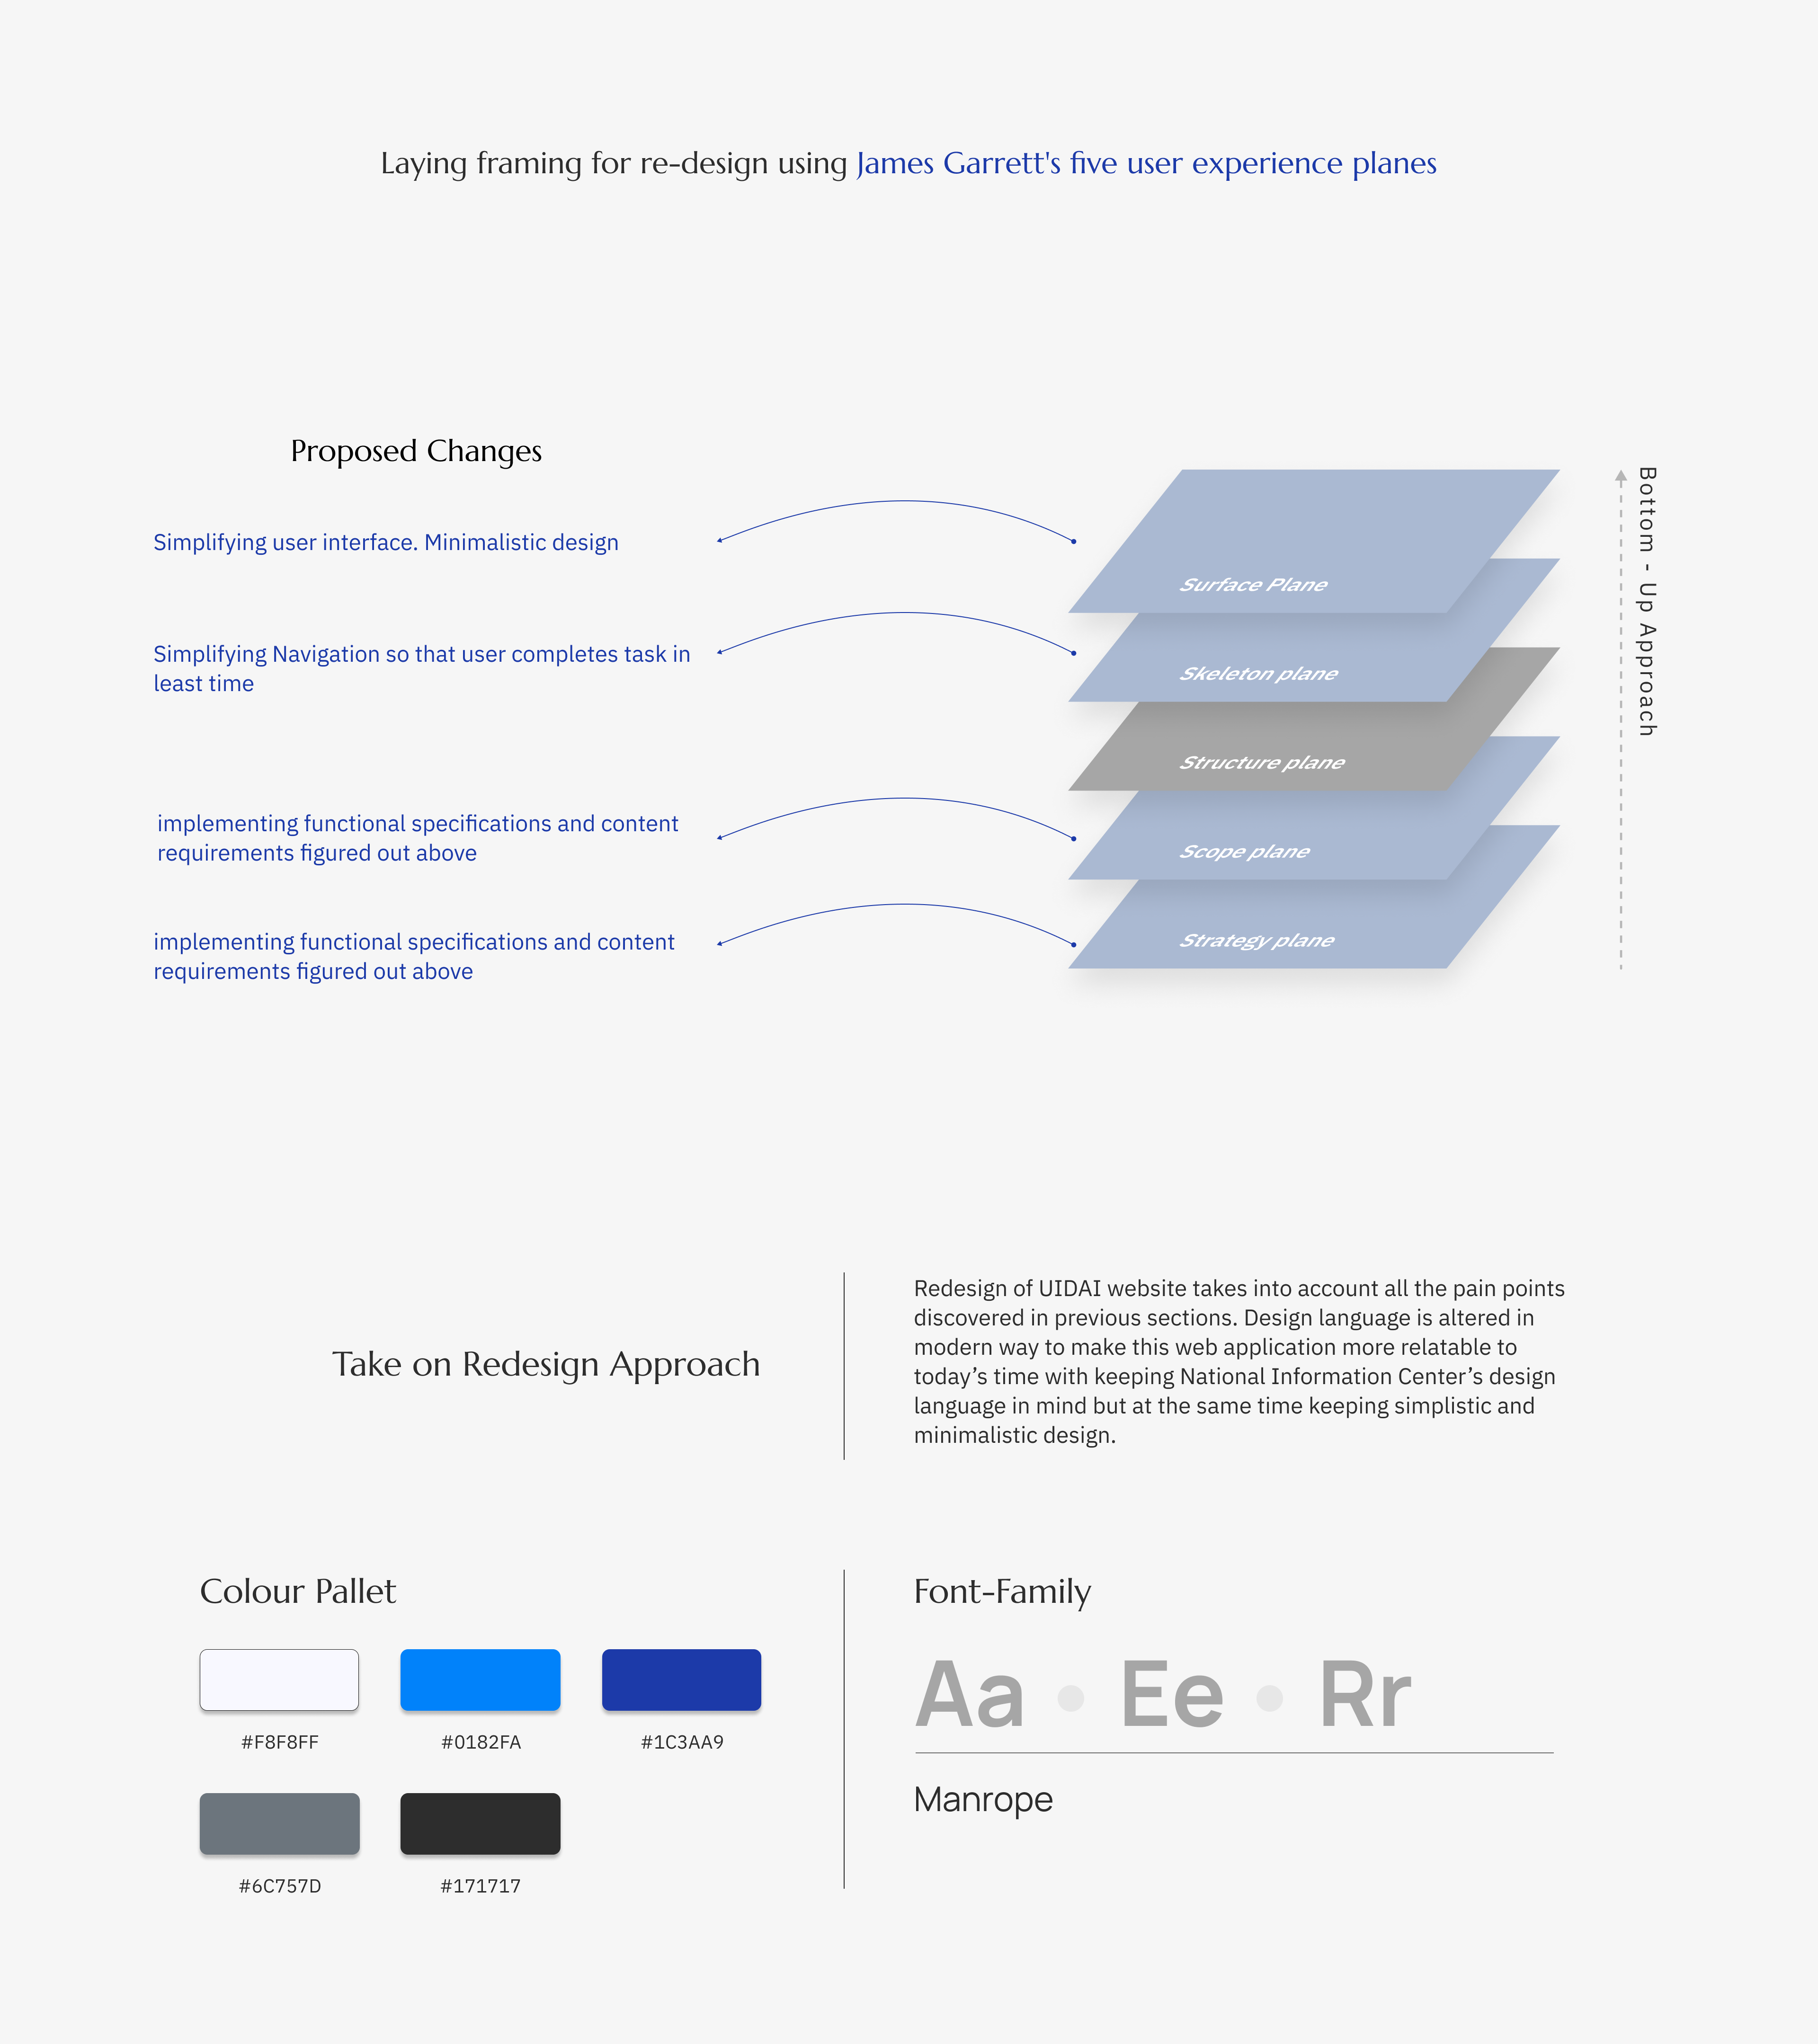 Laying framing for re-design using James Garrett's five user experience planes
Proposed Changes
Simplifying user interface. Minimalistic design
Simplifying Navigation so that user completes task in
least time
implementing functional specifications and content
requirements figured out above
implementing functional specifications and content
requirements figured out above
Surface Plane
Skeleton plane
Structure plane
Scope plane
Strategy plane
Bottom - Up Approach
Take on Redesign Approach
Redesign of UIDAI website takes into account all the pain points
discovered in previous sections. Design language is altered in
modern way to make this web application more relatable to
today’s time with keeping National Information Center’s design
language in mind but at the same time keeping simplistic and
minimalistic design.
Colour Pallet
#F8F8FF
#0182FA
#1C3AA9
#6C757D
#171717
Font-Family
Aa • Ee • Rr
Manrope